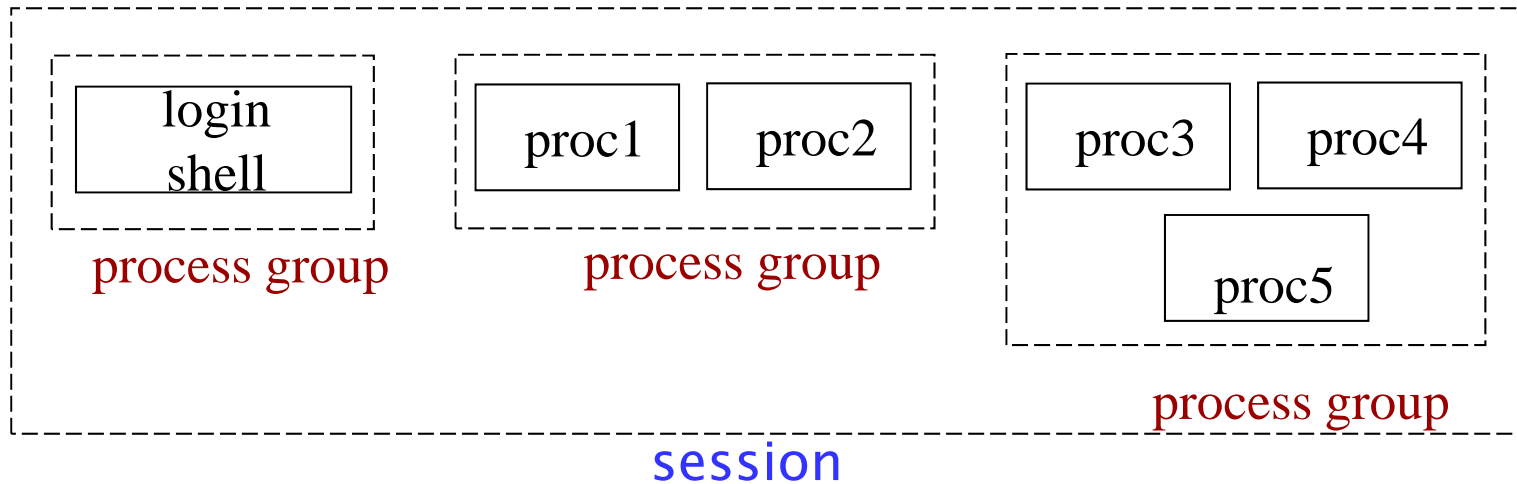 login
shell
proc1
proc2
proc3
proc4
proc5
process group
process group
process group
session